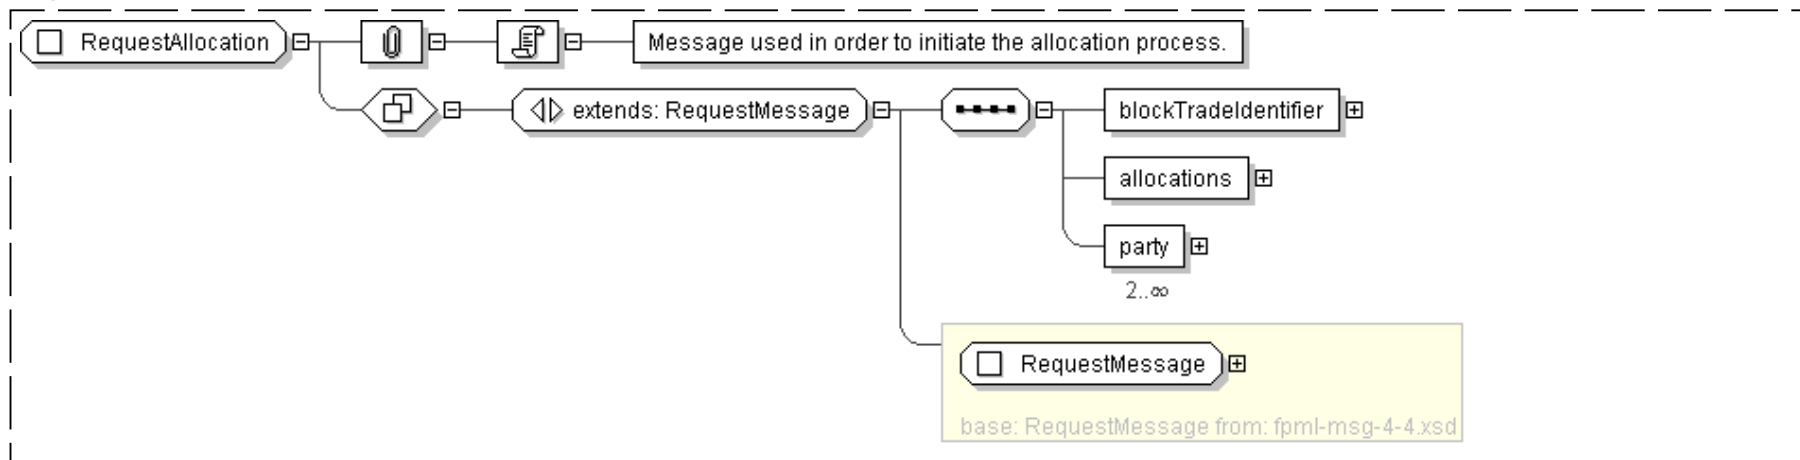 RequestAllocation
Message used in order to initiate the allocation process.
extends: RequestMessage
blockTradeIdentifier
allocations
party
2..∞
RequestMessage
base: RequestMessage from: fpml-msg-4-4.xsd